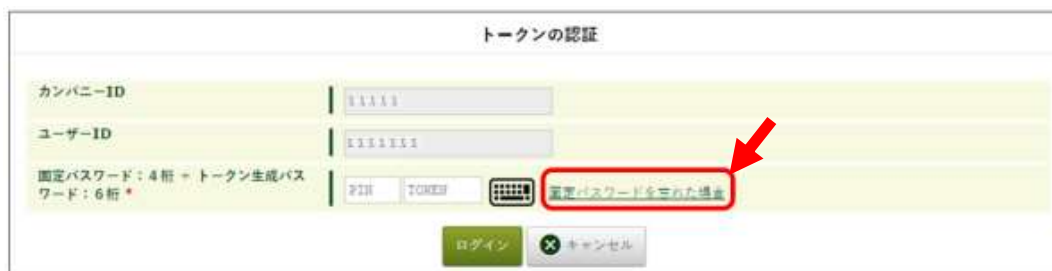 トークンの認証
カンパニーID
11111
ユーザーID
1111111
固定パスワード：4桁 + トークン生成パス
ワード：6桁 *
PIN TOKEN 固定パスワードを忘れた場合
ログイン キャンセル